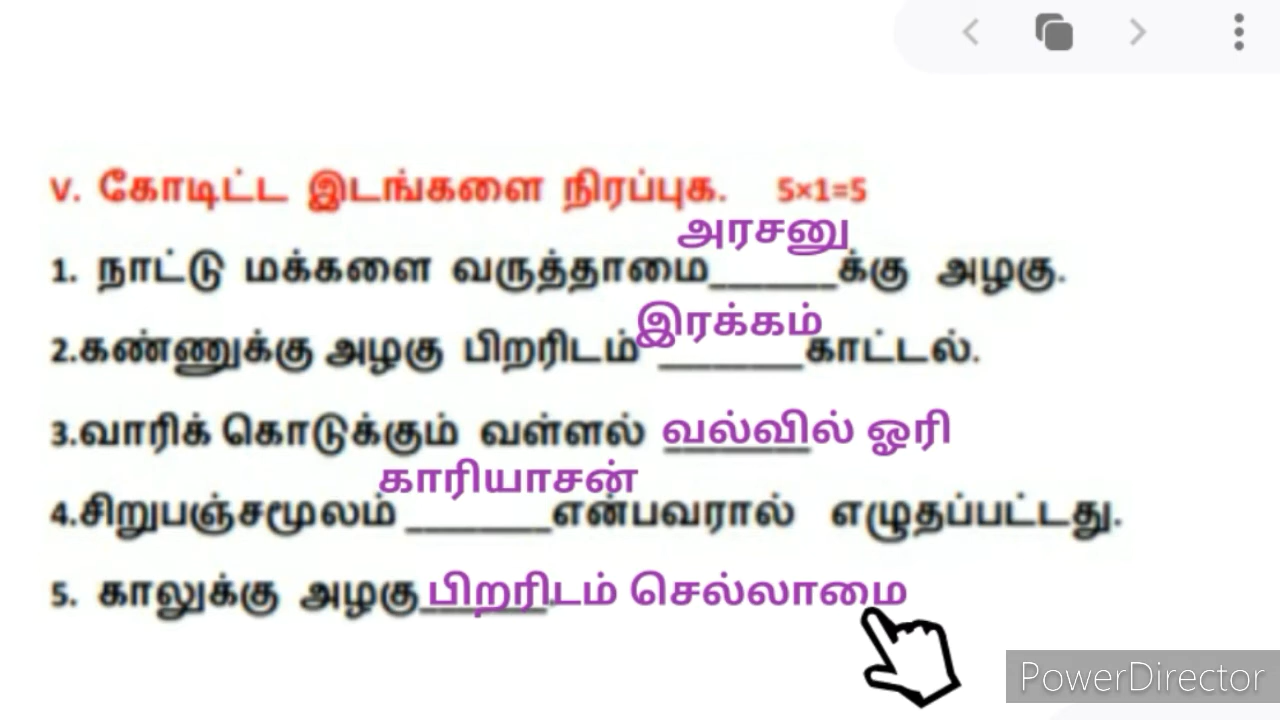 V. கோடிட்ட இடங்களை நிரப்புக. 5×1=5
அரசனு
1. நாட்டு மக்களை வருத்தாமை______க்கு அழகு.
இரக்கம்
2.கண்ணுக்கு அழகு பிறரிடம் _______காட்டல்.
3.வாரிக் கொடுக்கும் வள்ளல் வல்வில் ஓரி
காரியாசன்
4.சிறுபஞ்சமூலம் _______என்பவரால் எழுதப்பட்டது.
5. காலுக்கு அழகு பிறரிடம் செல்லாமை
PowerDirector